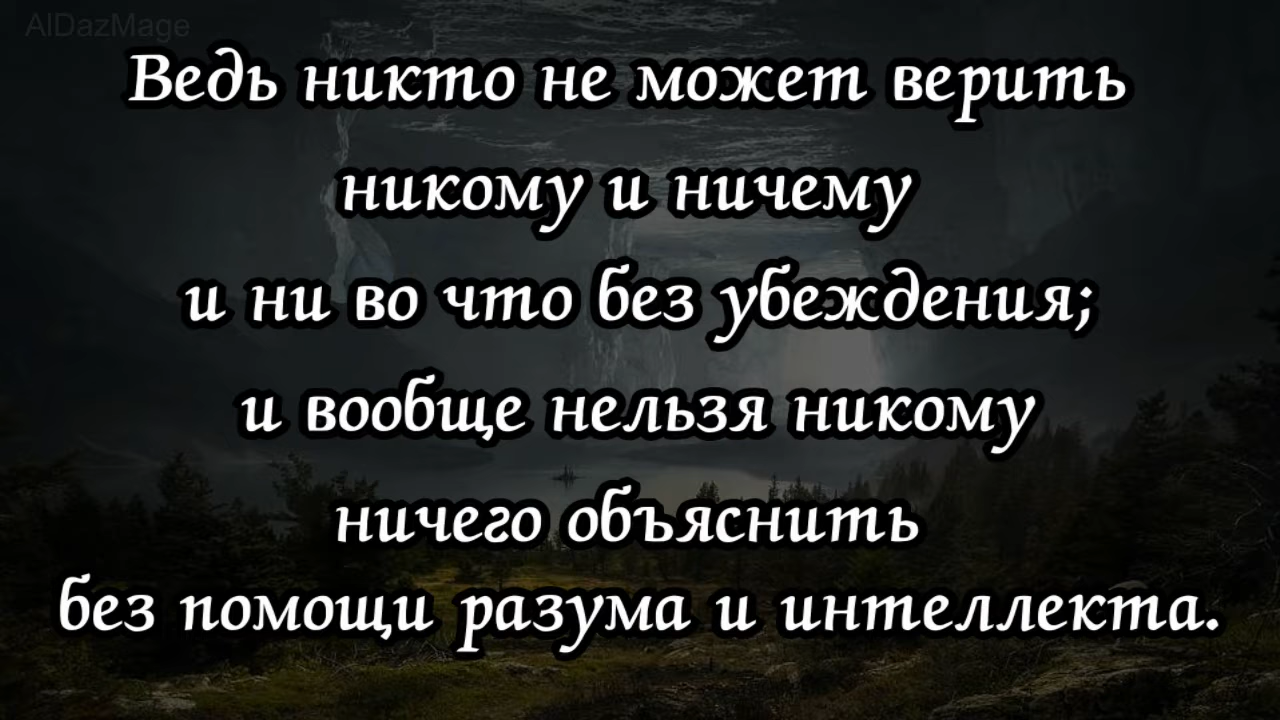 AIDazMage
Ведь никто не может верить
никому и ничему
и ни во что без убеждения;
и вообще нельзя никому
ничего объяснить
без помощи разума и интеллекта.